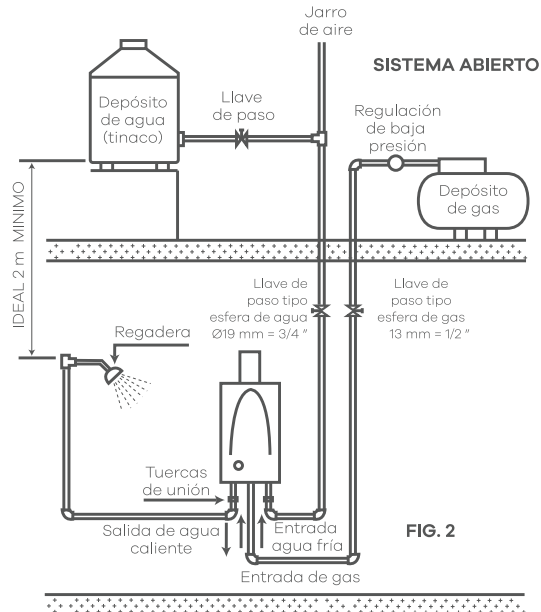 Jarro
de aire
SISTEMA ABIERTO
Depósito
de agua
(tinaco)
Llave
de paso
Regulación
de baja
presión
Depósito
de gas
IDEAL 2 m MINIMO
Llave de
paso tipo
esfera de agua
Ø19 mm = 3/4 "
Llave de
paso tipo
esfera de gas
13 mm = 1/2 "
Regadera
Tuercas
de unión
Salida de agua
caliente
Entrada
agua fría
Entrada de gas
FIG. 2